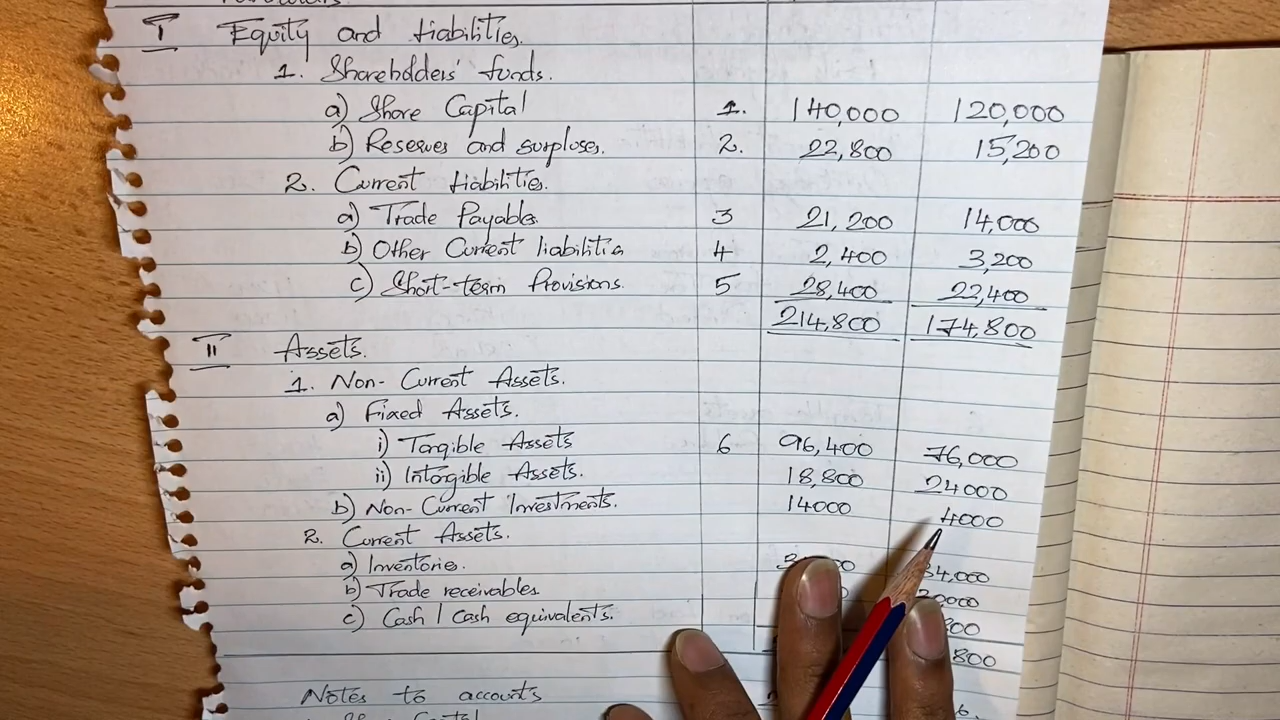 I Equity and Liabilities.
1. Shareholders' funds.
a) Share Capital 1. 140,000 120,000
b) Reserves and surpluses. 2. 22,800 15,200
2. Current Liabilities.
a) Trade Payables 3 21,200 14,000
b) Other Current liabilities 4 2,400 3,200
c) Short-term Provisions. 5 28,400 22,400
214,800 174,800
II Assets.
1. Non-Current Assets.
a) Fixed Assets.
i) Tangible Assets 6 96,400 76,000
ii) Intangible Assets. 18,800 24000
b) Non-Current Investments. 14000 4000
2. Current Assets.
a) Inventories. 34,000
b) Trade receivables
c) Cash / Cash equivalents.
800
Notes to accounts